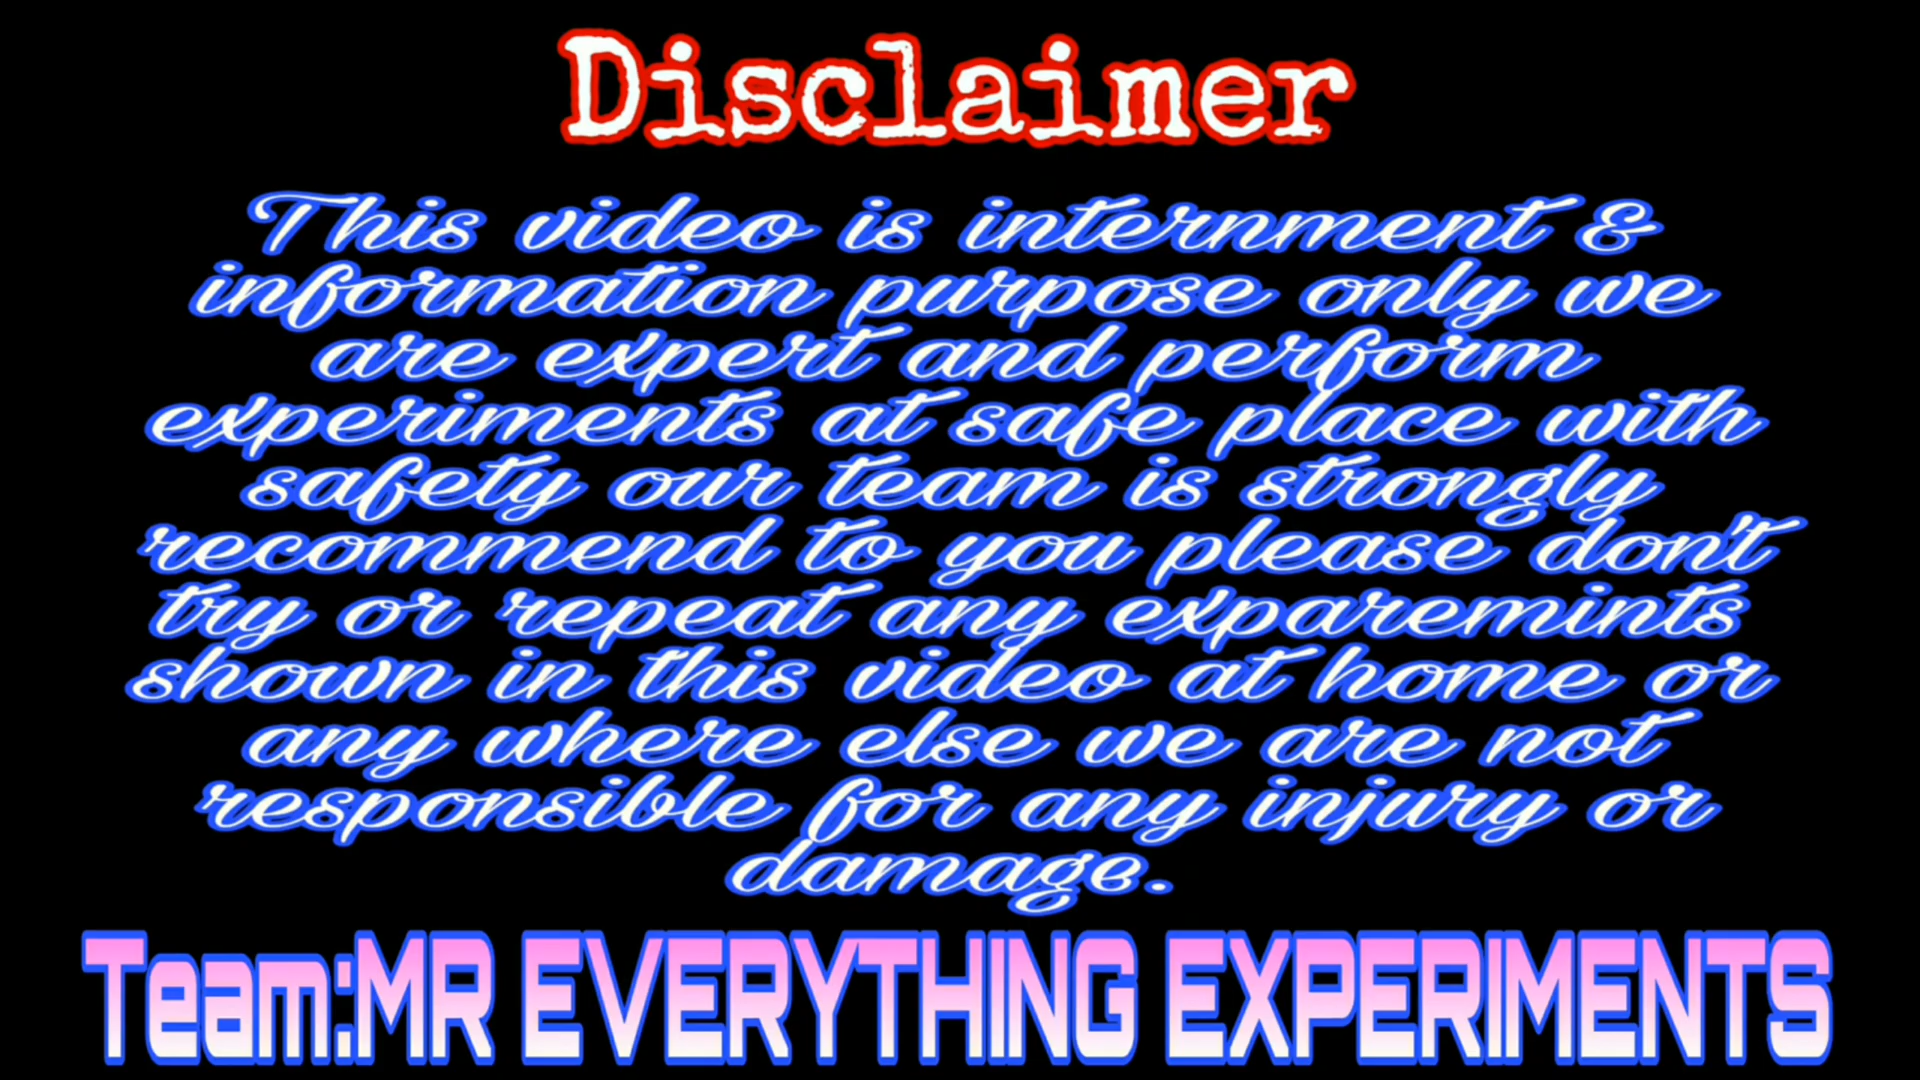 Disclaimer
This video is internment &
information purpose only we
are expert and perform
experiments at safe place with
safety our team is strongly
recommend to you please don't
try or repeat any exparemints
shown in this video at home or
any where else we are not
responsible for any injury or
damage.
Team:MR EVERYTHING EXPERIMENTS